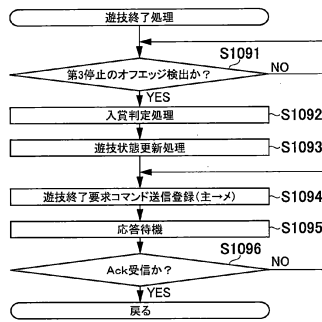 遊技終了処理
S1091
第3停止のオフエッジ検出か?
NO
YES
入賞判定処理
S1092
遊技状態更新処理
S1093
遊技終了要求コマンド送信登録(主→メ)
S1094
応答待機
S1095
S1096
Ack受信か?
NO
YES
戻る